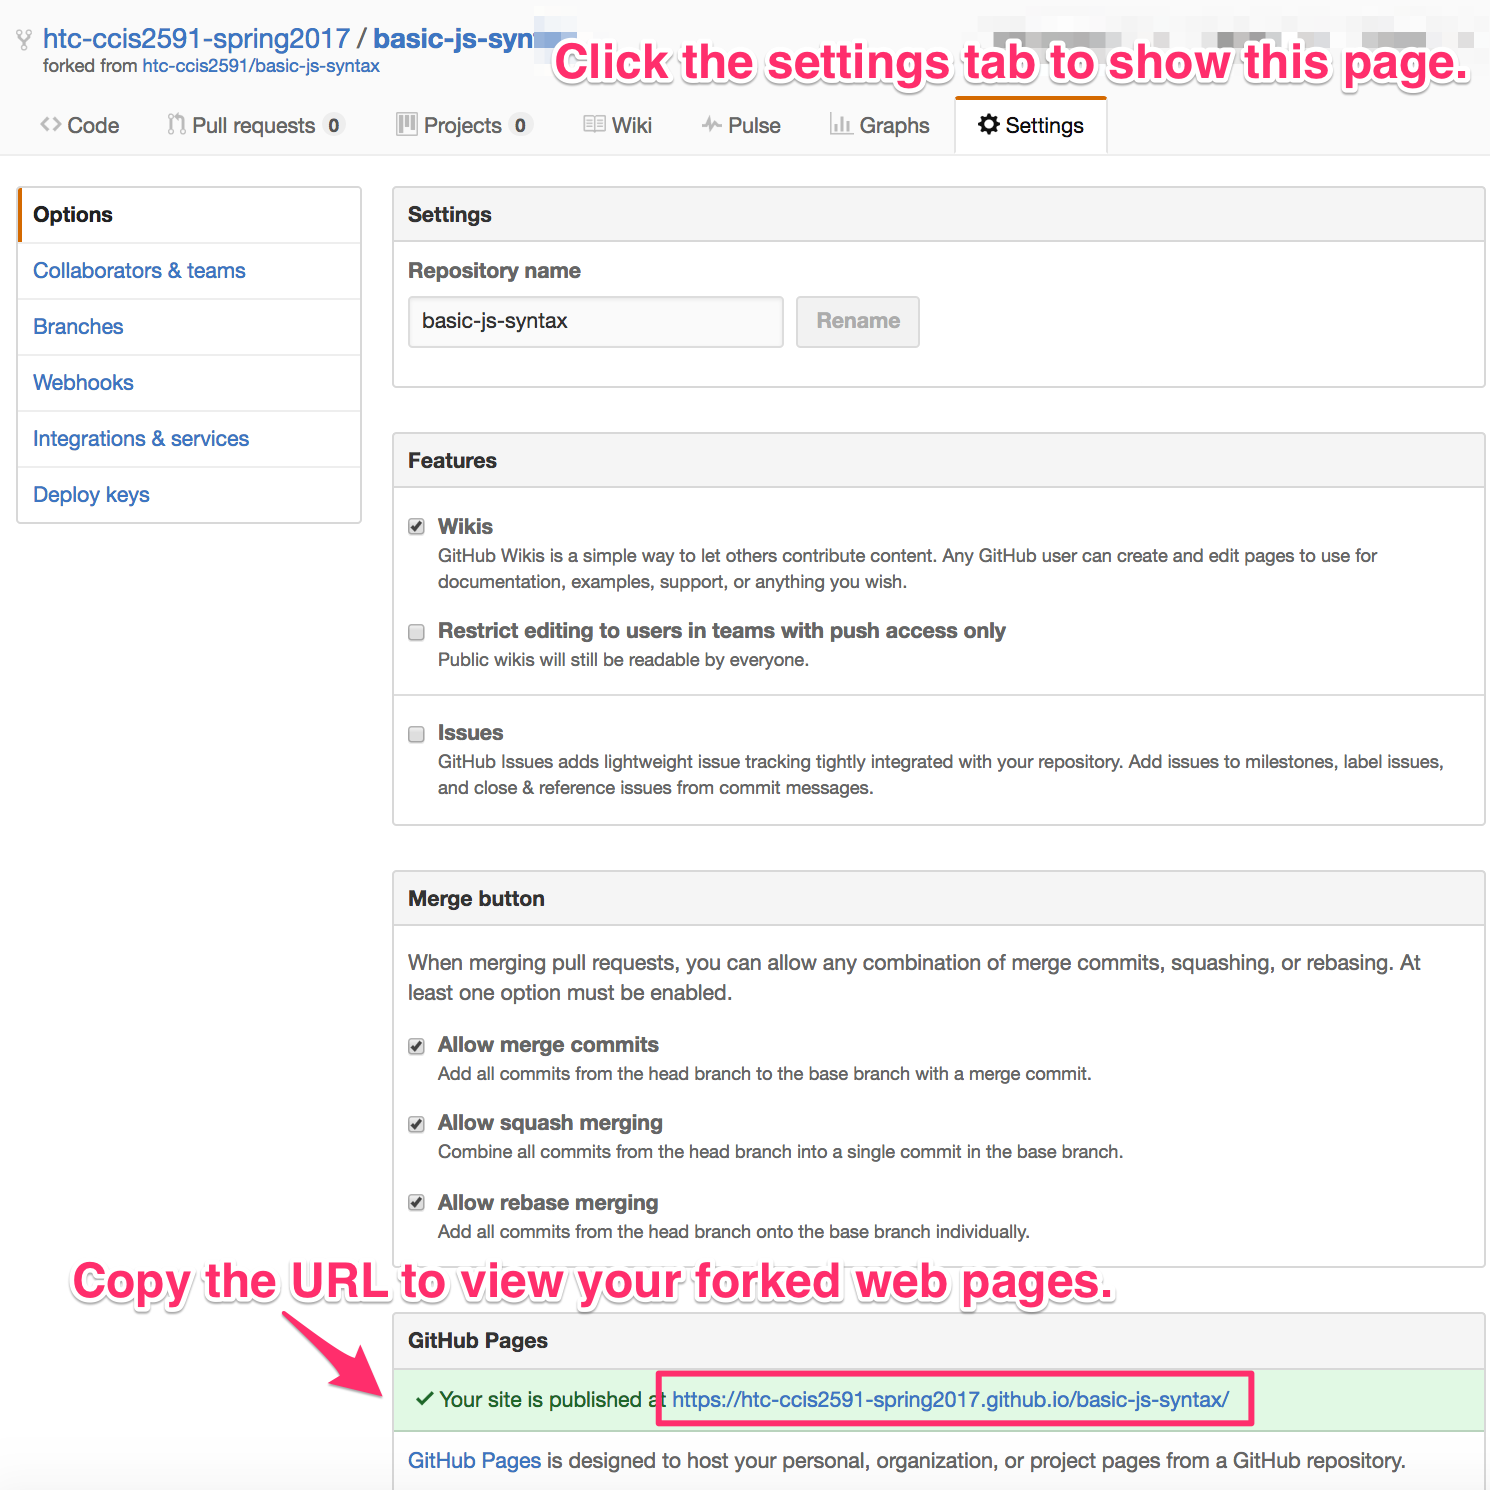 htc-ccis2591-spring2017 / basic-js-syn
forked from htc-ccis2591/basic-js-syntax
Click the settings tab to show this page.
Code Pull requests 0 Projects 0 Wiki Pulse Graphs Settings
Options
Collaborators & teams
Branches
Webhooks
Integrations & services
Deploy keys
Settings
Repository name
basic-js-syntax Rename
Features
Wikis
GitHub Wikis is a simple way to let others contribute content. Any GitHub user can create and edit pages to use for
documentation, examples, support, or anything you wish.
Restrict editing to users in teams with push access only
Public wikis will still be readable by everyone.
Issues
GitHub Issues adds lightweight issue tracking tightly integrated with your repository. Add issues to milestones, label issues,
and close & reference issues from commit messages.
Merge button
When merging pull requests, you can allow any combination of merge commits, squashing, or rebasing. At
least one option must be enabled.
Allow merge commits
Add all commits from the head branch to the base branch with a merge commit.
Allow squash merging
Combine all commits from the head branch into a single commit in the base branch.
Allow rebase merging
Add all commits from the head branch onto the base branch individually.
Copy the URL to view your forked web pages.
GitHub Pages
Your site is published at https://htc-ccis2591-spring2017.github.io/basic-js-syntax/
GitHub Pages is designed to host your personal, organization, or project pages from a GitHub repository.